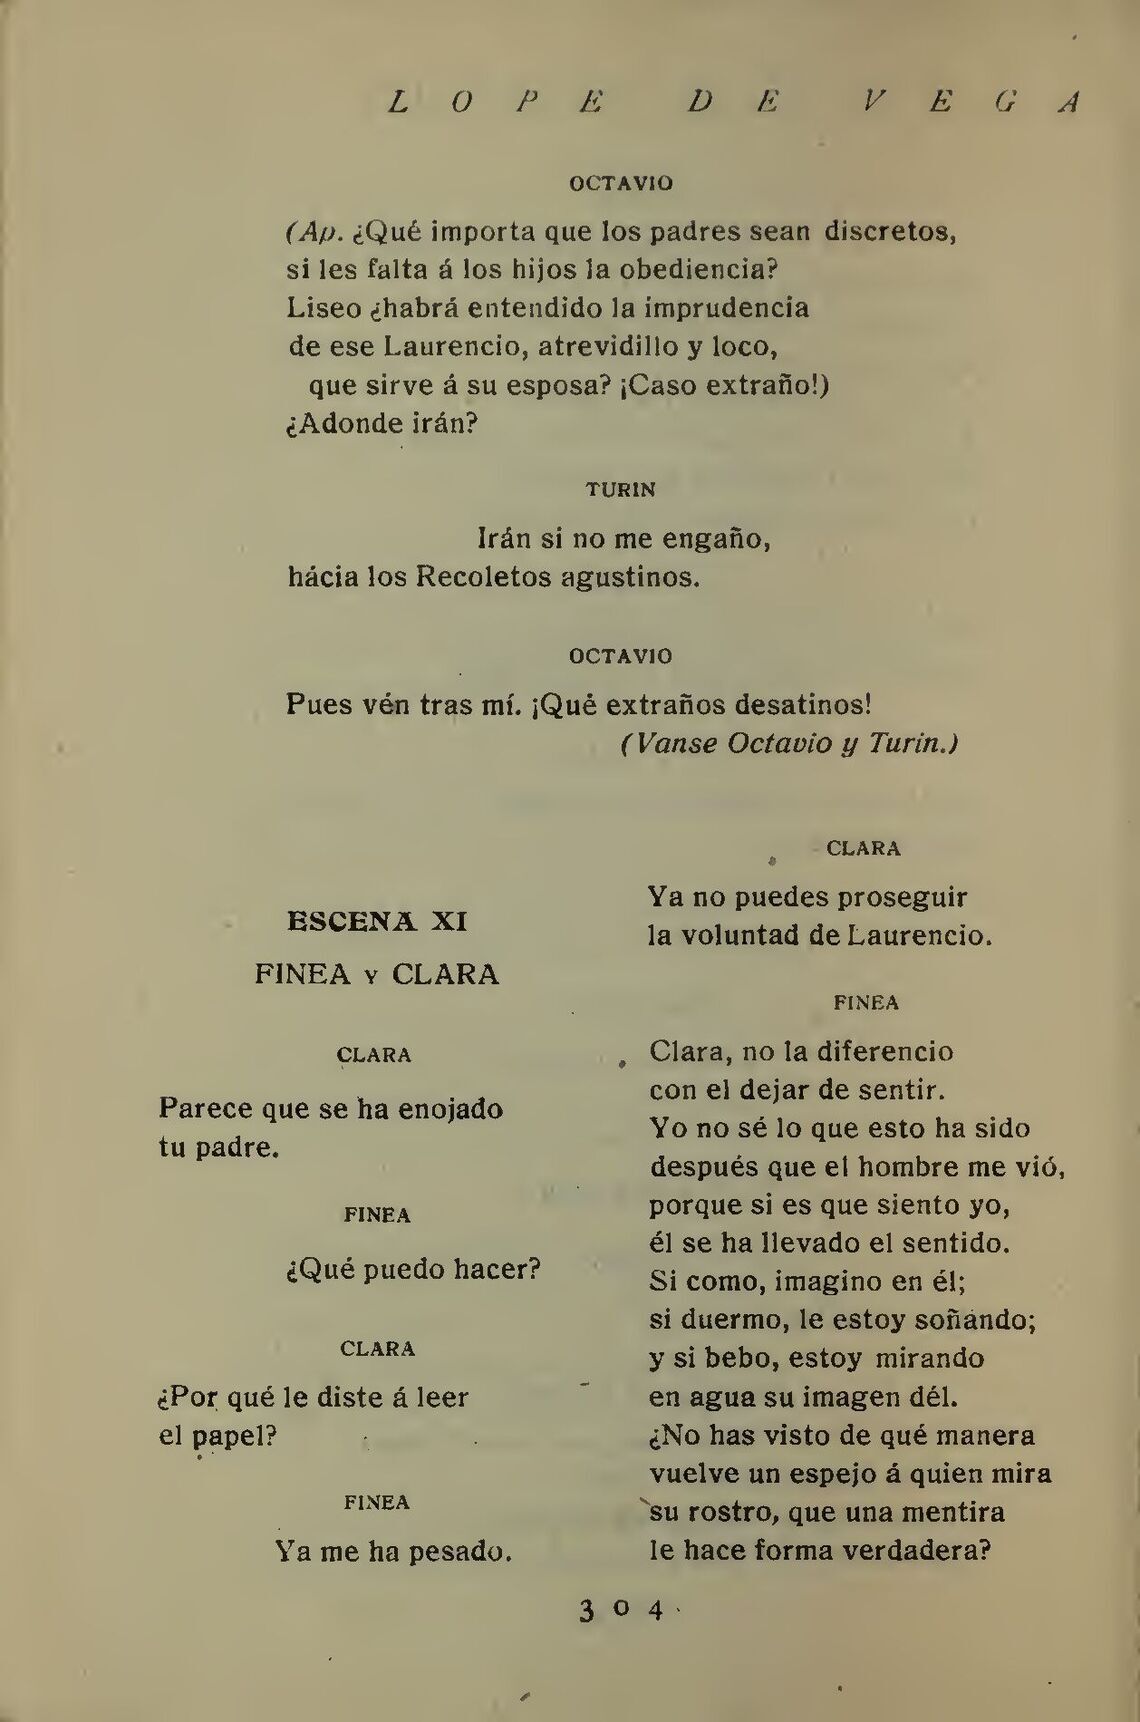 LOPE DE VEGA
OCTAVIO
(Ap. ¿Qué importa que los padres sean discretos,
si les falta á los hijos la obediencia?
Liseo ¿habrá entendido la imprudencia
de ese Laurencio, atrevidillo y loco,
que sirve á su esposa? ¡Caso extraño!)
¿Adonde irán?
TURIN
Irán si no me engaño,
hácia los Recoletos agustinos.
OCTAVIO
Pues vén tras mí. ¡Qué extraños desatinos!
(Vanse Octavio y Turin.)
ESCENA XI
FINEA Y CLARA
CLARA
Parece que se ha enojado
tu padre.
FINEA
¿Qué puedo hacer?
CLARA
¿Por qué le diste á leer
el papel?
FINEA
Ya me ha pesado.
CLARA
Ya no puedes proseguir
la voluntad de Laurencio.
FINEA
Clara, no la diferencio
con el dejar de sentir.
Yo no sé lo que esto ha sido
después que el hombre me vió,
porque si es que siento yo,
él se ha llevado el sentido.
Si como, imagino en él;
si duermo, le estoy soñando;
y si bebo, estoy mirando
en agua su imagen dél.
¿No has visto de qué manera
vuelve un espejo á quien mira
su rostro, que una mentira
le hace forma verdadera?
304